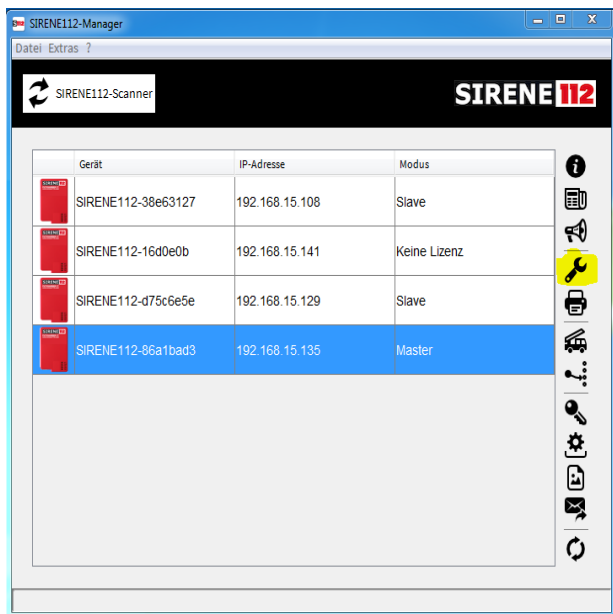 SIRENE112-Manager
Datei Extras ?
SIRENE112-Scanner
SIRENE112
Gerät IP-Adresse Modus
SIRENE112-38e63127 192.168.15.108 Slave
SIRENE112-16d0e0b 192.168.15.141 Keine Lizenz
SIRENE112-d75c6e5e 192.168.15.129 Slave
SIRENE112-86a1bad3 192.168.15.135 Master